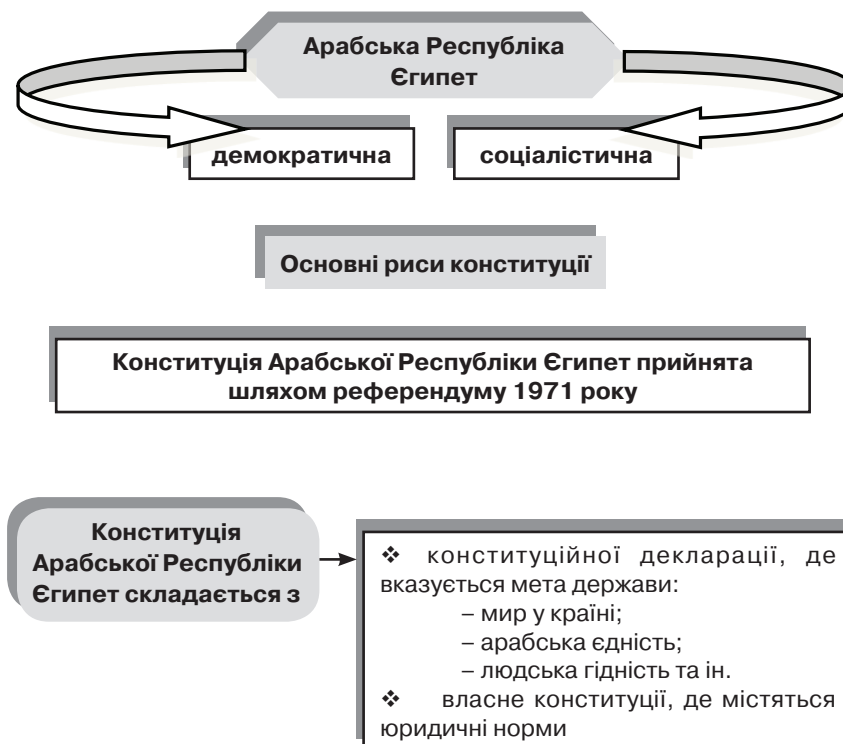 Арабська Республіка
Єгипет
демократична
соціалістична
Основні риси конституції
Конституція Арабської Республіки Єгипет прийнята
шляхом референдуму 1971 року
Конституція
Арабської Республіки
Єгипет складається з
❖ конституційної декларації, де
вказується мета держави:
– мир у країні;
– арабська єдність;
– людська гідність та ін.
❖ власне конституції, де містяться
юридичні норми